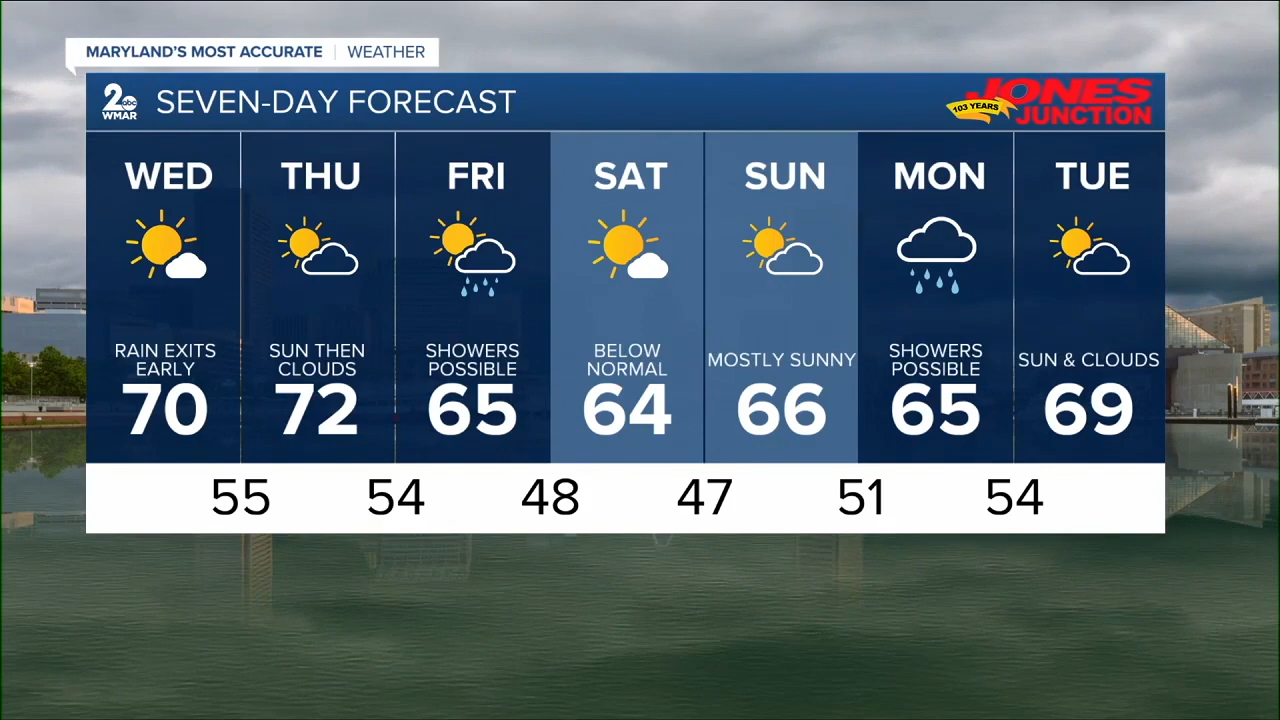 MARYLAND'S MOST ACCURATE | WEATHER
2 abc
WMAR
SEVEN-DAY FORECAST
103 YEARS
JONES
JUNCTION
WED THU FRI SAT SUN MON TUE
RAIN EXITS
EARLY
70
SUN THEN
CLOUDS
72
SHOWERS
POSSIBLE
65
BELOW
NORMAL
64
MOSTLY SUNNY
66
SHOWERS
POSSIBLE
65
SUN & CLOUDS
69
55 54 48 47 51 54